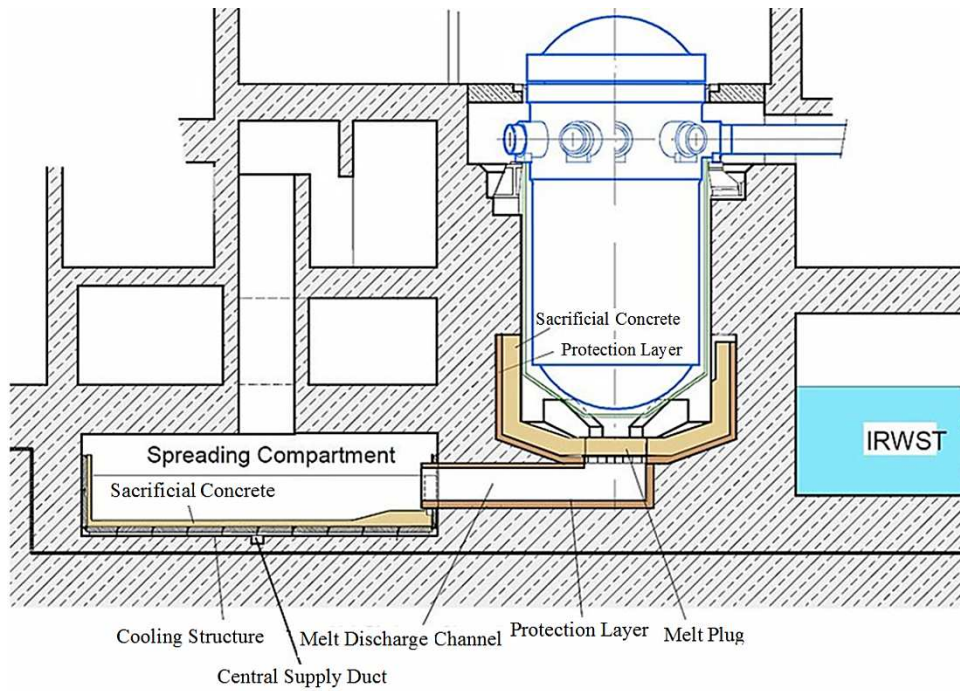 Sacrificial Concrete
Protection Layer
IRWST
Spreading Compartment
Sacrificial Concrete
Cooling Structure
Melt Discharge Channel
Protection Layer
Melt Plug
Central Supply Duct